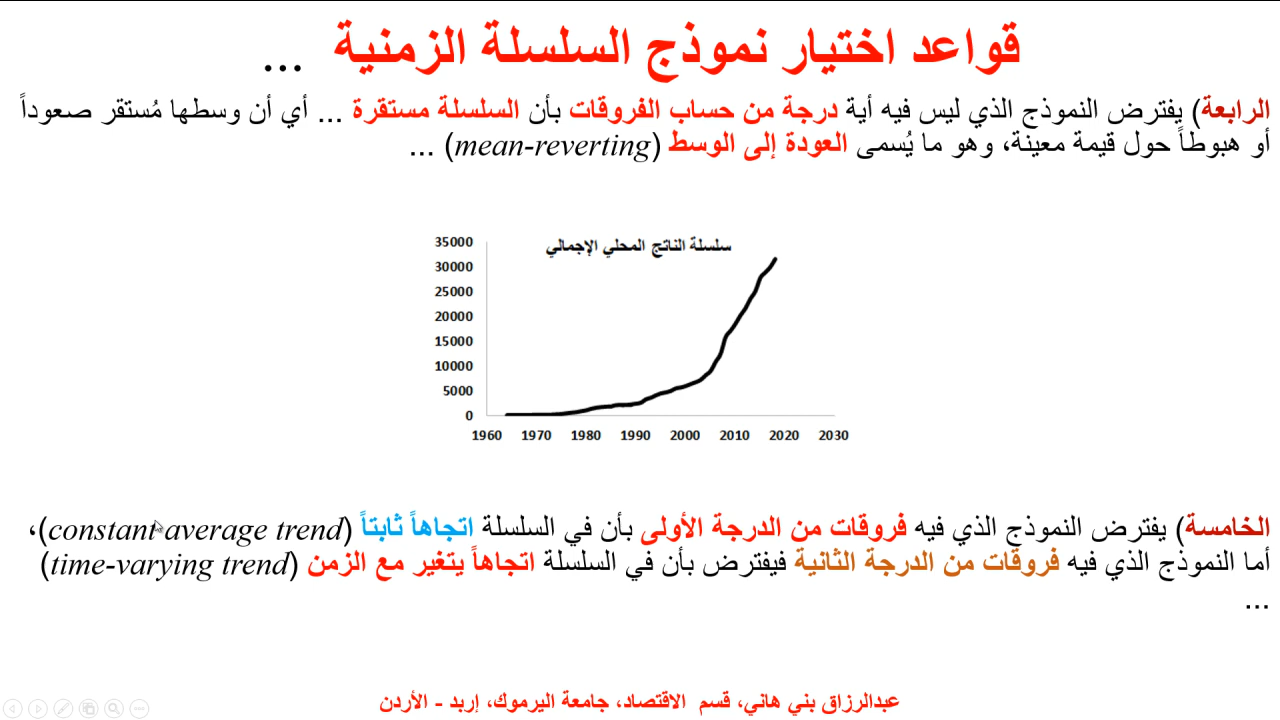 قواعد اختيار نموذج السلسلة الزمنية ...
الرابعة) يفترض النموذج الذي ليس فيه أية درجة من حساب الفروقات بأن السلسلة مستقرة ... أي أن وسطها مُستقر صعوداً
أو هبوطاً حول قيمة معينة، وهو ما يُسمى العودة إلى الوسط (mean-reverting) ...
سلسلة الناتج المحلي الإجمالي
35000
30000
25000
20000
15000
10000
5000
0
1960 1970 1980 1990 2000 2010 2020 2030
الخامسة) يفترض النموذج الذي فيه فروقات من الدرجة الأولى بأن في السلسلة اتجاهاً ثابتاً (constant average trend)،
أما النموذج الذي فيه فروقات من الدرجة الثانية فيفترض بأن في السلسلة اتجاهاً يتغير مع الزمن (time-varying trend)
...
عبدالرزاق بني هاني، قسم الاقتصاد، جامعة اليرموك، إربد - الأردن